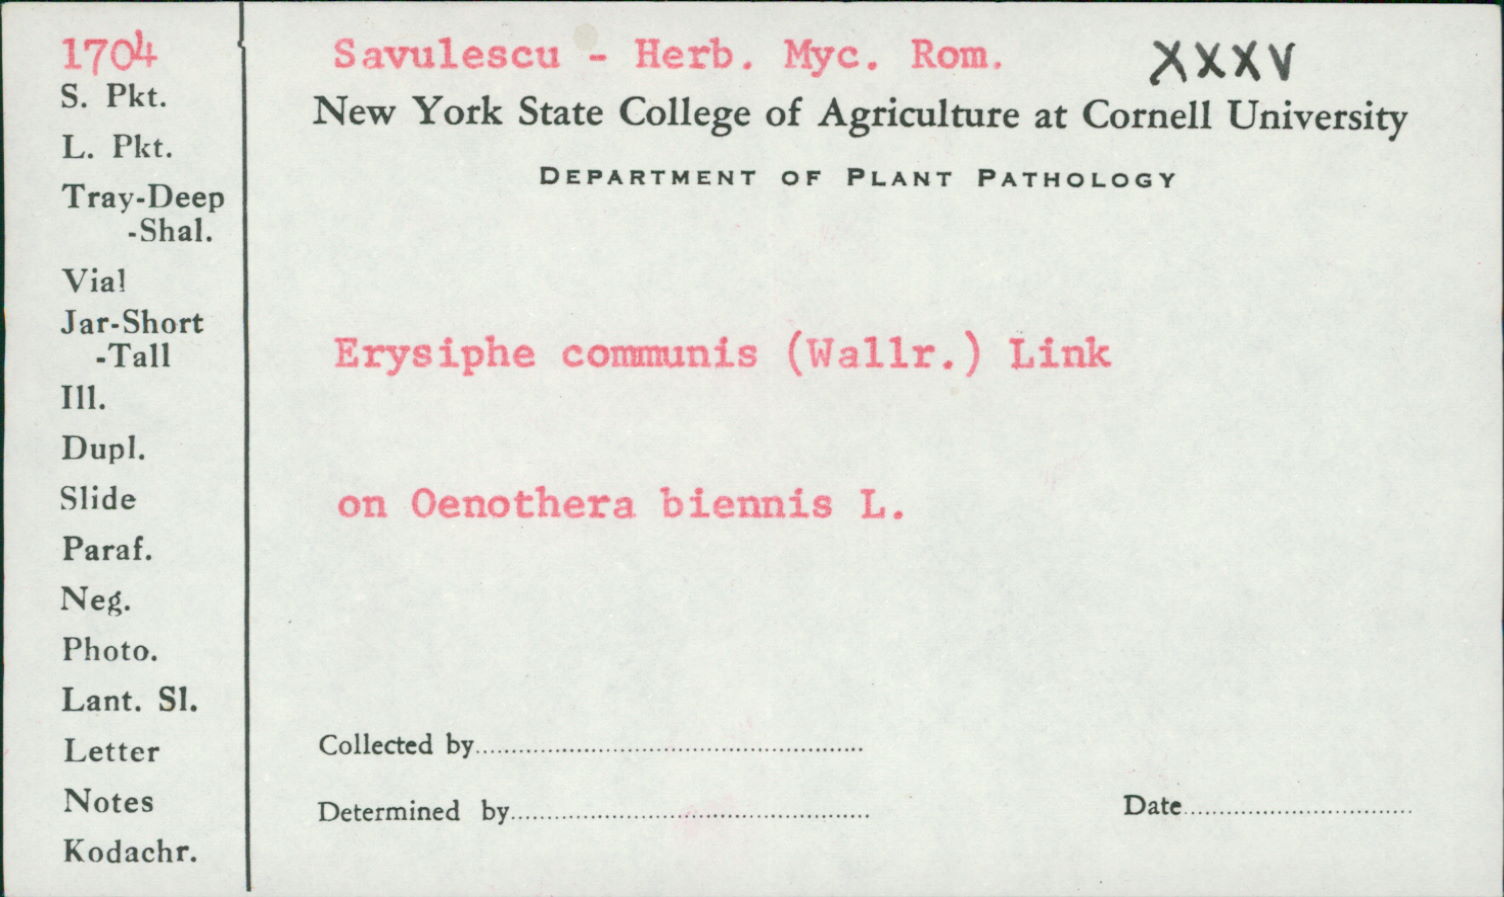 1704
S. Pkt.
L. Pkt.
Tray-Deep
-Shal.
Vial
Jar-Short
-Tall
Ill.
Dupl.
Slide
Paraf.
Neg.
Photo.
Lant. Sl.
Letter
Notes
Kodachr.
Savulescu - Herb. Myc. Rom. XXXV
New York State College of Agriculture at Cornell University
DEPARTMENT OF PLANT PATHOLOGY
Erysiphe communis (Wallr.) Link
on Oenothera biennis L.
Collected by
Determined by
Date